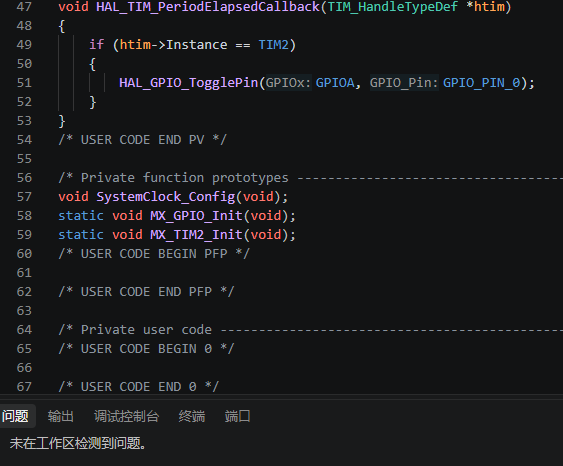 47 void HAL_TIM_PeriodElapsedCallback(TIM_HandleTypeDef *htim)
48 {
49     if (htim->Instance == TIM2)
50     {
51         HAL_GPIO_TogglePin(GPIOx: GPIOA, GPIO_Pin: GPIO_PIN_0);
52     }
53 }
54 /* USER CODE END PV */
55
56 /* Private function prototypes -----------------------------------
57 void SystemClock_Config(void);
58 static void MX_GPIO_Init(void);
59 static void MX_TIM2_Init(void);
60 /* USER CODE BEGIN PFP */
61
62 /* USER CODE END PFP */
63
64 /* Private user code ---------------------------------------------
65 /* USER CODE BEGIN 0 */
66
67 /* USER CODE END 0 */
问题 输出 调试控制台 终端 端口
未在工作区检测到问题。